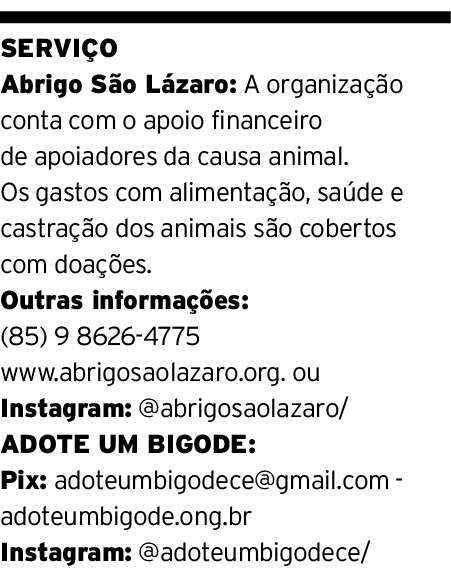 SERVIÇO
Abrigo São Lázaro: A organização
conta com o apoio financeiro
de apoiadores da causa animal.
Os gastos com alimentação, saúde e
castração dos animais são cobertos
com doações.
Outras informações:
(85) 9 8626-4775
www.abrigosaolazaro.org. ou
Instagram: @abrigosaolazaro/
ADOTE UM BIGODE:
Pix: adoteumbigodece@gmail.com -
adoteumbigode.ong.br
Instagram: @adoteumbigodece/